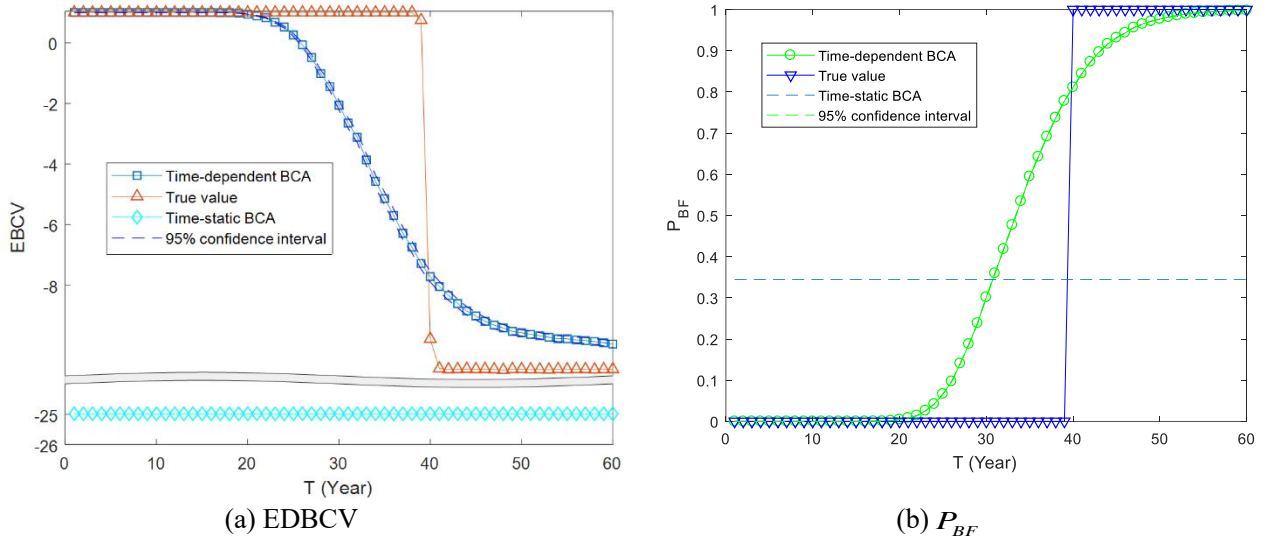 0
-2
-4
-6
-8
-25
-26
EBCV
Time-dependent BCA
True value
Time-static BCA
95% confidence interval
0 10 20 30 40 50 60
T (Year)
(a) EDBCV
1
0.9
0.8
0.7
0.6
0.5
0.4
0.3
0.2
0.1
0
P_BF
Time-dependent BCA
True value
Time-static BCA
95% confidence interval
0 10 20 30 40 50 60
T (Year)
(b) P_BF